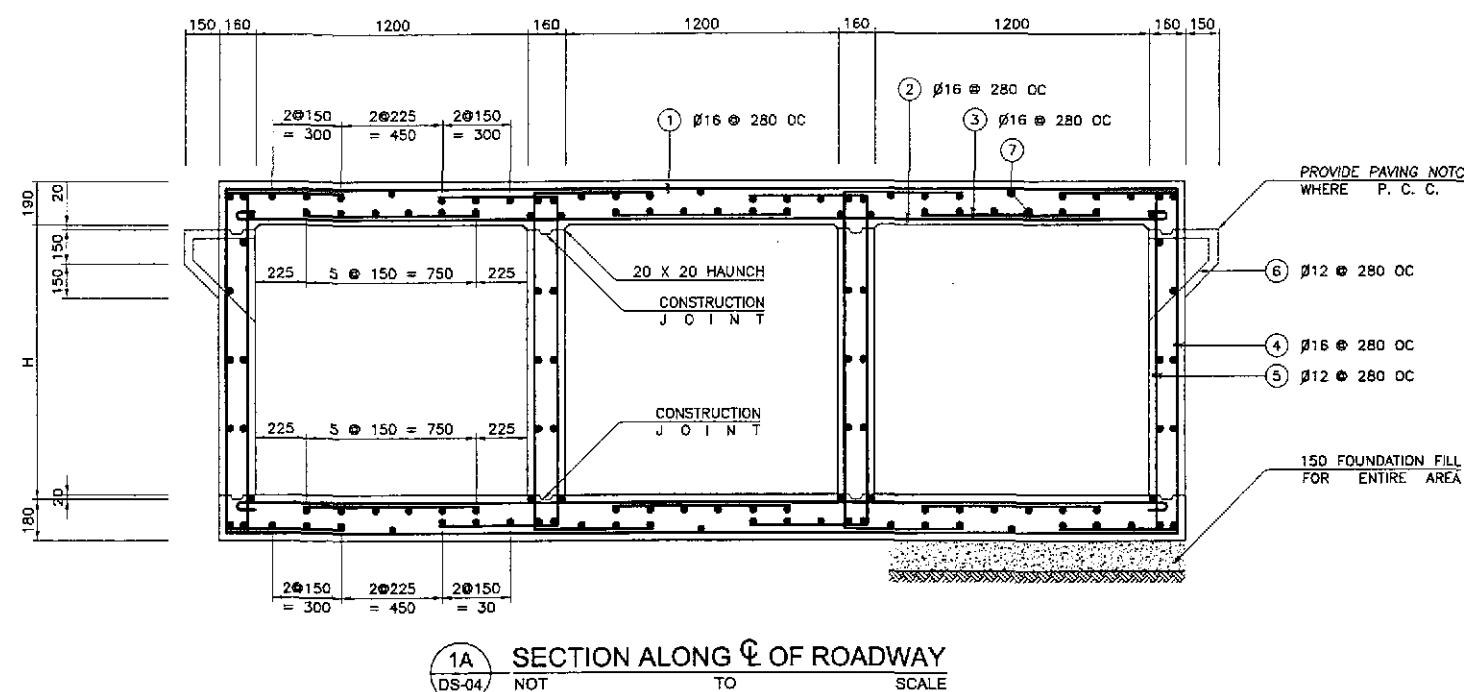 150 160 1200 160 1200 160 1200 160 150
2 Ø16 @ 280 OC
2@150 2@225 2@150
= 300 = 450 = 300
1 Ø16 @ 280 OC
3 Ø16 @ 280 OC
7
190
20
PROVIDE PAVING NOTC
WHERE P. C. C.
150
150
225 5 @ 150 = 750 225
20 X 20 HAUNCH
6 Ø12 @ 280 OC
CONSTRUCTION
JOINT
H
4 Ø16 @ 280 OC
5 Ø12 @ 280 OC
CONSTRUCTION
JOINT
225 5 @ 150 = 750 225
150 FOUNDATION FILL
FOR ENTIRE AREA
20
180
2@150 2@225 2@150
= 300 = 450 = 30
1A SECTION ALONG ℄ OF ROADWAY
DS-04 NOT TO SCALE